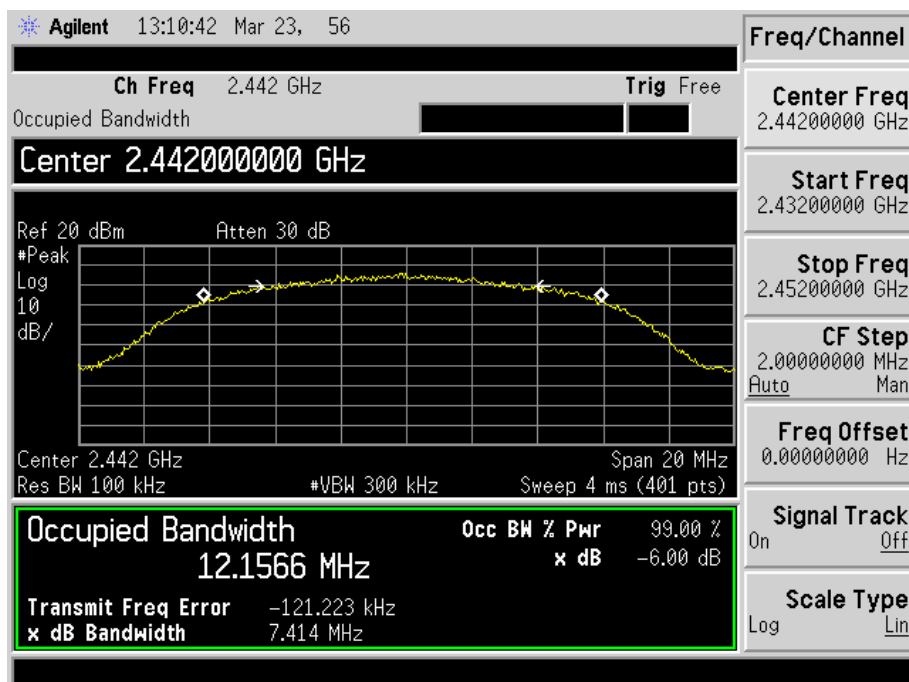 Agilent 13:10:42 Mar 23, 56
Ch Freq 2.442 GHz Trig Free
Occupied Bandwidth
Center 2.442000000 GHz
Ref 20 dBm Atten 30 dB
#Peak
Log
10
dB/
Center 2.442 GHz Span 20 MHz
Res BW 100 kHz #VBW 300 kHz Sweep 4 ms (401 pts)
Occupied Bandwidth
12.1566 MHz
Occ BW % Pwr 99.00 %
x dB -6.00 dB
Transmit Freq Error -121.223 kHz
x dB Bandwidth 7.414 MHz
Freq/Channel
Center Freq
2.44200000 GHz
Start Freq
2.43200000 GHz
Stop Freq
2.45200000 GHz
CF Step
2.00000000 MHz
Auto Man
Freq Offset
0.00000000 Hz
Signal Track
On Off
Scale Type
Log Lin